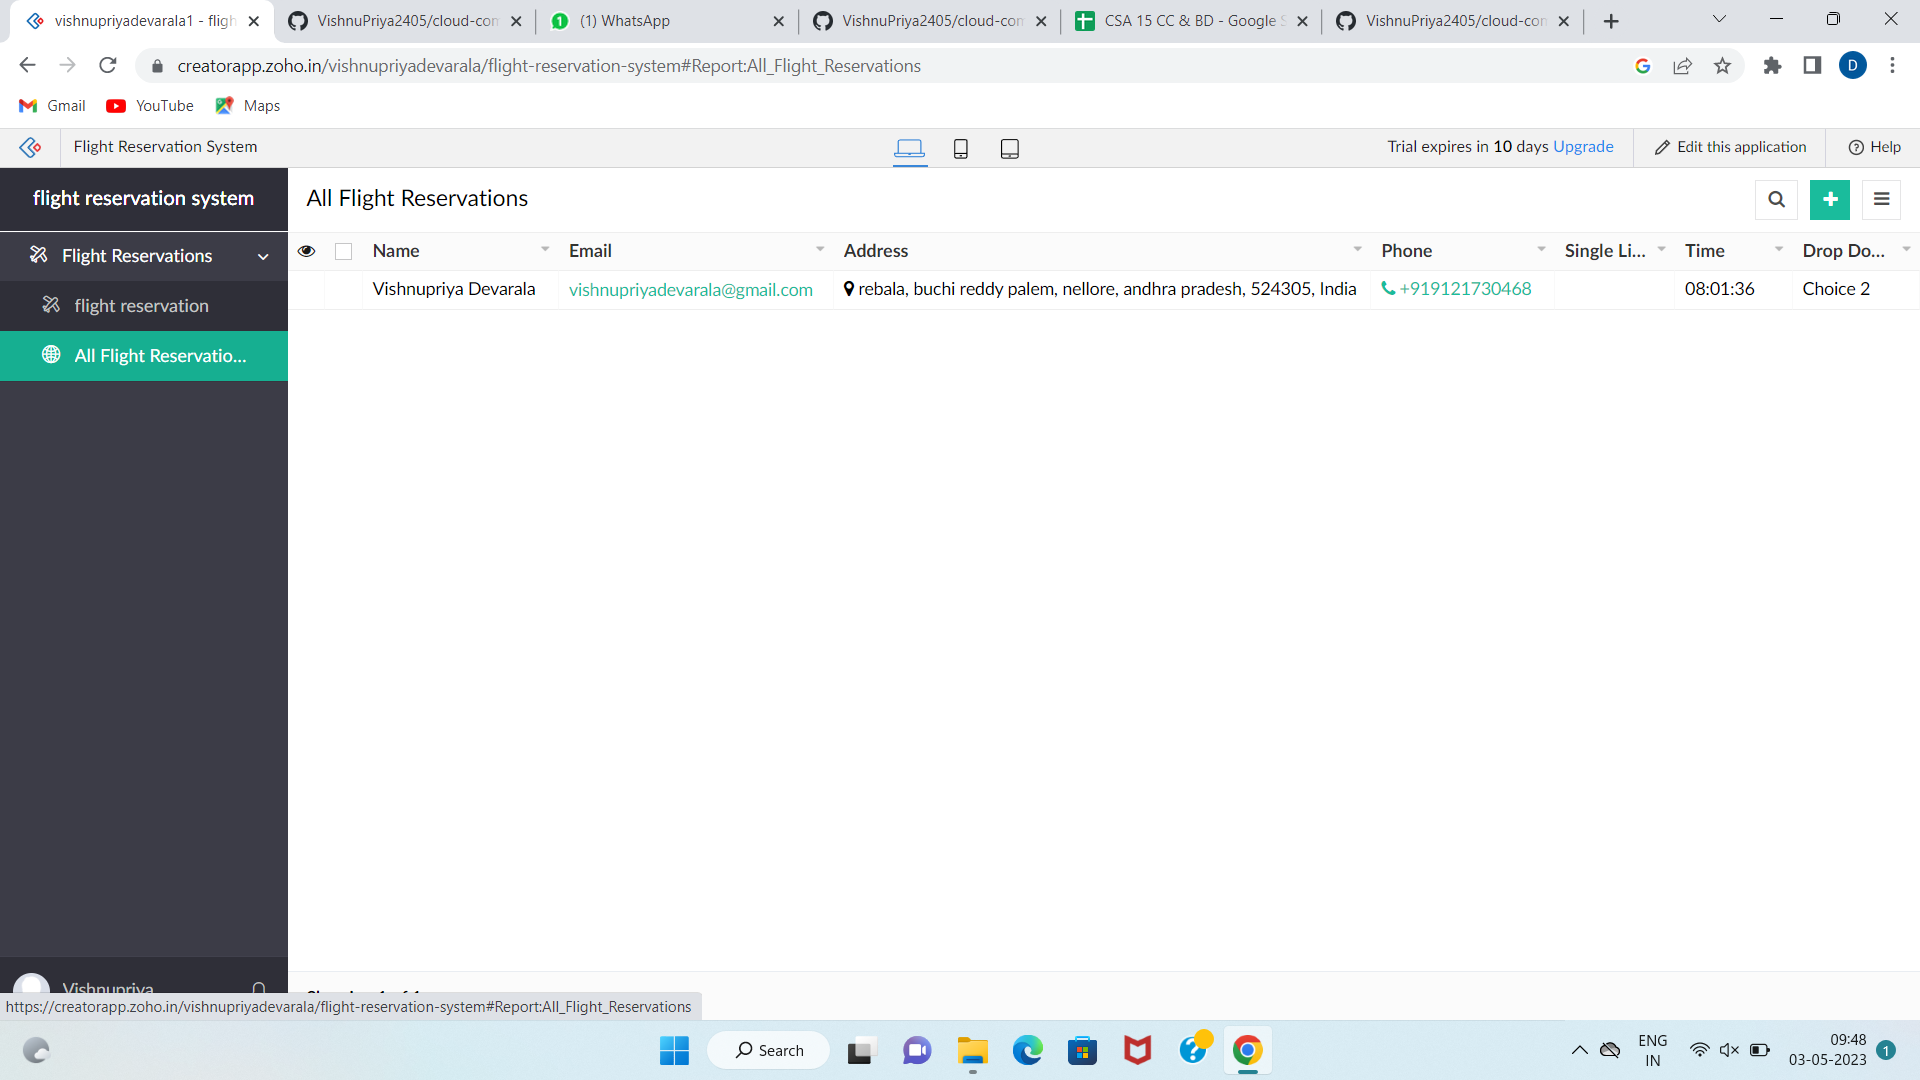 vishnupriyadevarala1 - fligh
VishnuPriya2405/cloud-con
(1) WhatsApp
VishnuPriya2405/cloud-con
CSA 15 CC & BD - Google S
VishnuPriya2405/cloud-con
creatorapp.zoho.in/vishnupriyadevarala/flight-reservation-system#Report:All_Flight_Reservations
D
Gmail
YouTube
Maps
Flight Reservation System
Trial expires in 10 days Upgrade
Edit this application
Help
flight reservation system
All Flight Reservations
Flight Reservations
flight reservation
All Flight Reservatio...
Name Email Address Phone Single Li... Time Drop Do...
Vishnupriya Devarala vishnupriyadevarala@gmail.com rebala, buchi reddy palem, nellore, andhra pradesh, 524305, India +919121730468 08:01:36 Choice 2
Vishnupriya
https://creatorapp.zoho.in/vishnupriyadevarala/flight-reservation-system#Report:All_Flight_Reservations
Search
ENG
IN
09:48
03-05-2023
1